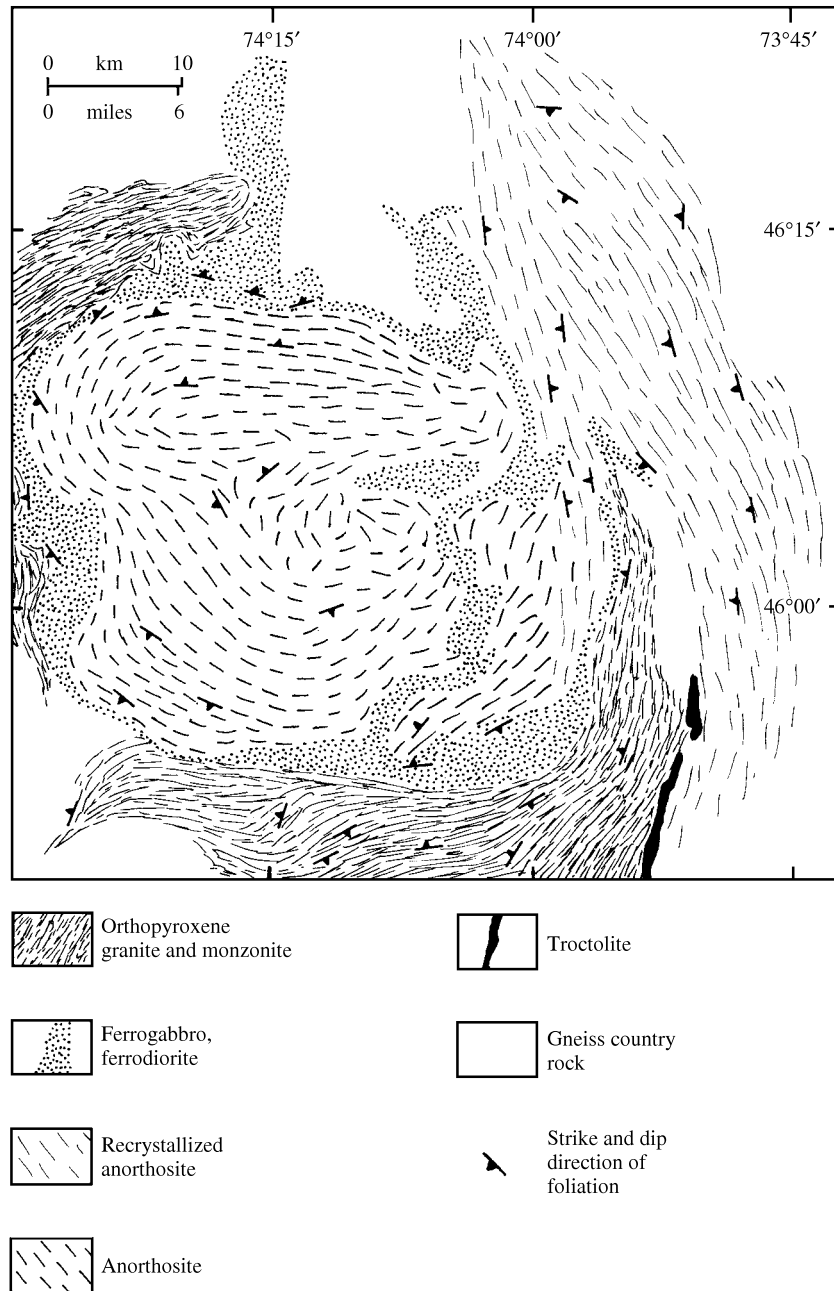 74°15′
74°00′
73°45′
0 km 10
0 miles 6
46°15′
46°00′
Orthopyroxene
granite and monzonite
Ferrogabbro,
ferrodiorite
Recrystallized
anorthosite
Anorthosite
Troctolite
Gneiss country
rock
Strike and dip
direction of
foliation